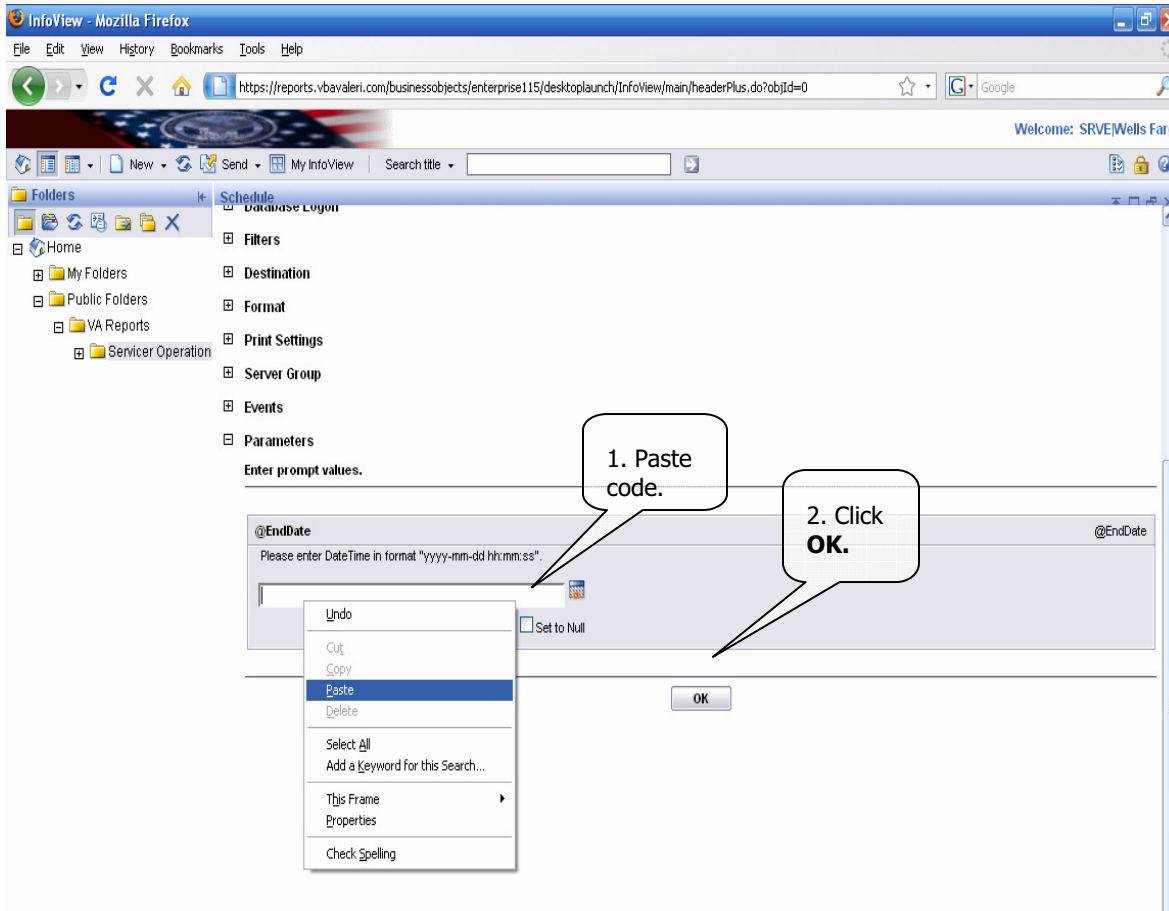 InfoView - Mozilla Firefox
File Edit View History Bookmarks Tools Help
https://reports.vbavaleri.com/businessobjects/enterprise115/desktoplaunch/InfoView/main/headerPlus.do?objId=0
G Google
Welcome: SRVE|Wells Far
New Send My InfoView Search title
Folders
Schedule
Home
My Folders
Public Folders
VA Reports
Servicer Operation
Database Logon
Filters
Destination
Format
Print Settings
Server Group
Events
Parameters
Enter prompt values.
1. Paste
code.
2. Click
OK.
@EndDate @EndDate
Please enter DateTime in format "yyyy-mm-dd hh:mm:ss".
Set to Null
OK
Undo
Cut
Copy
Paste
Delete
Select All
Add a Keyword for this Search...
This Frame
Properties
Check Spelling